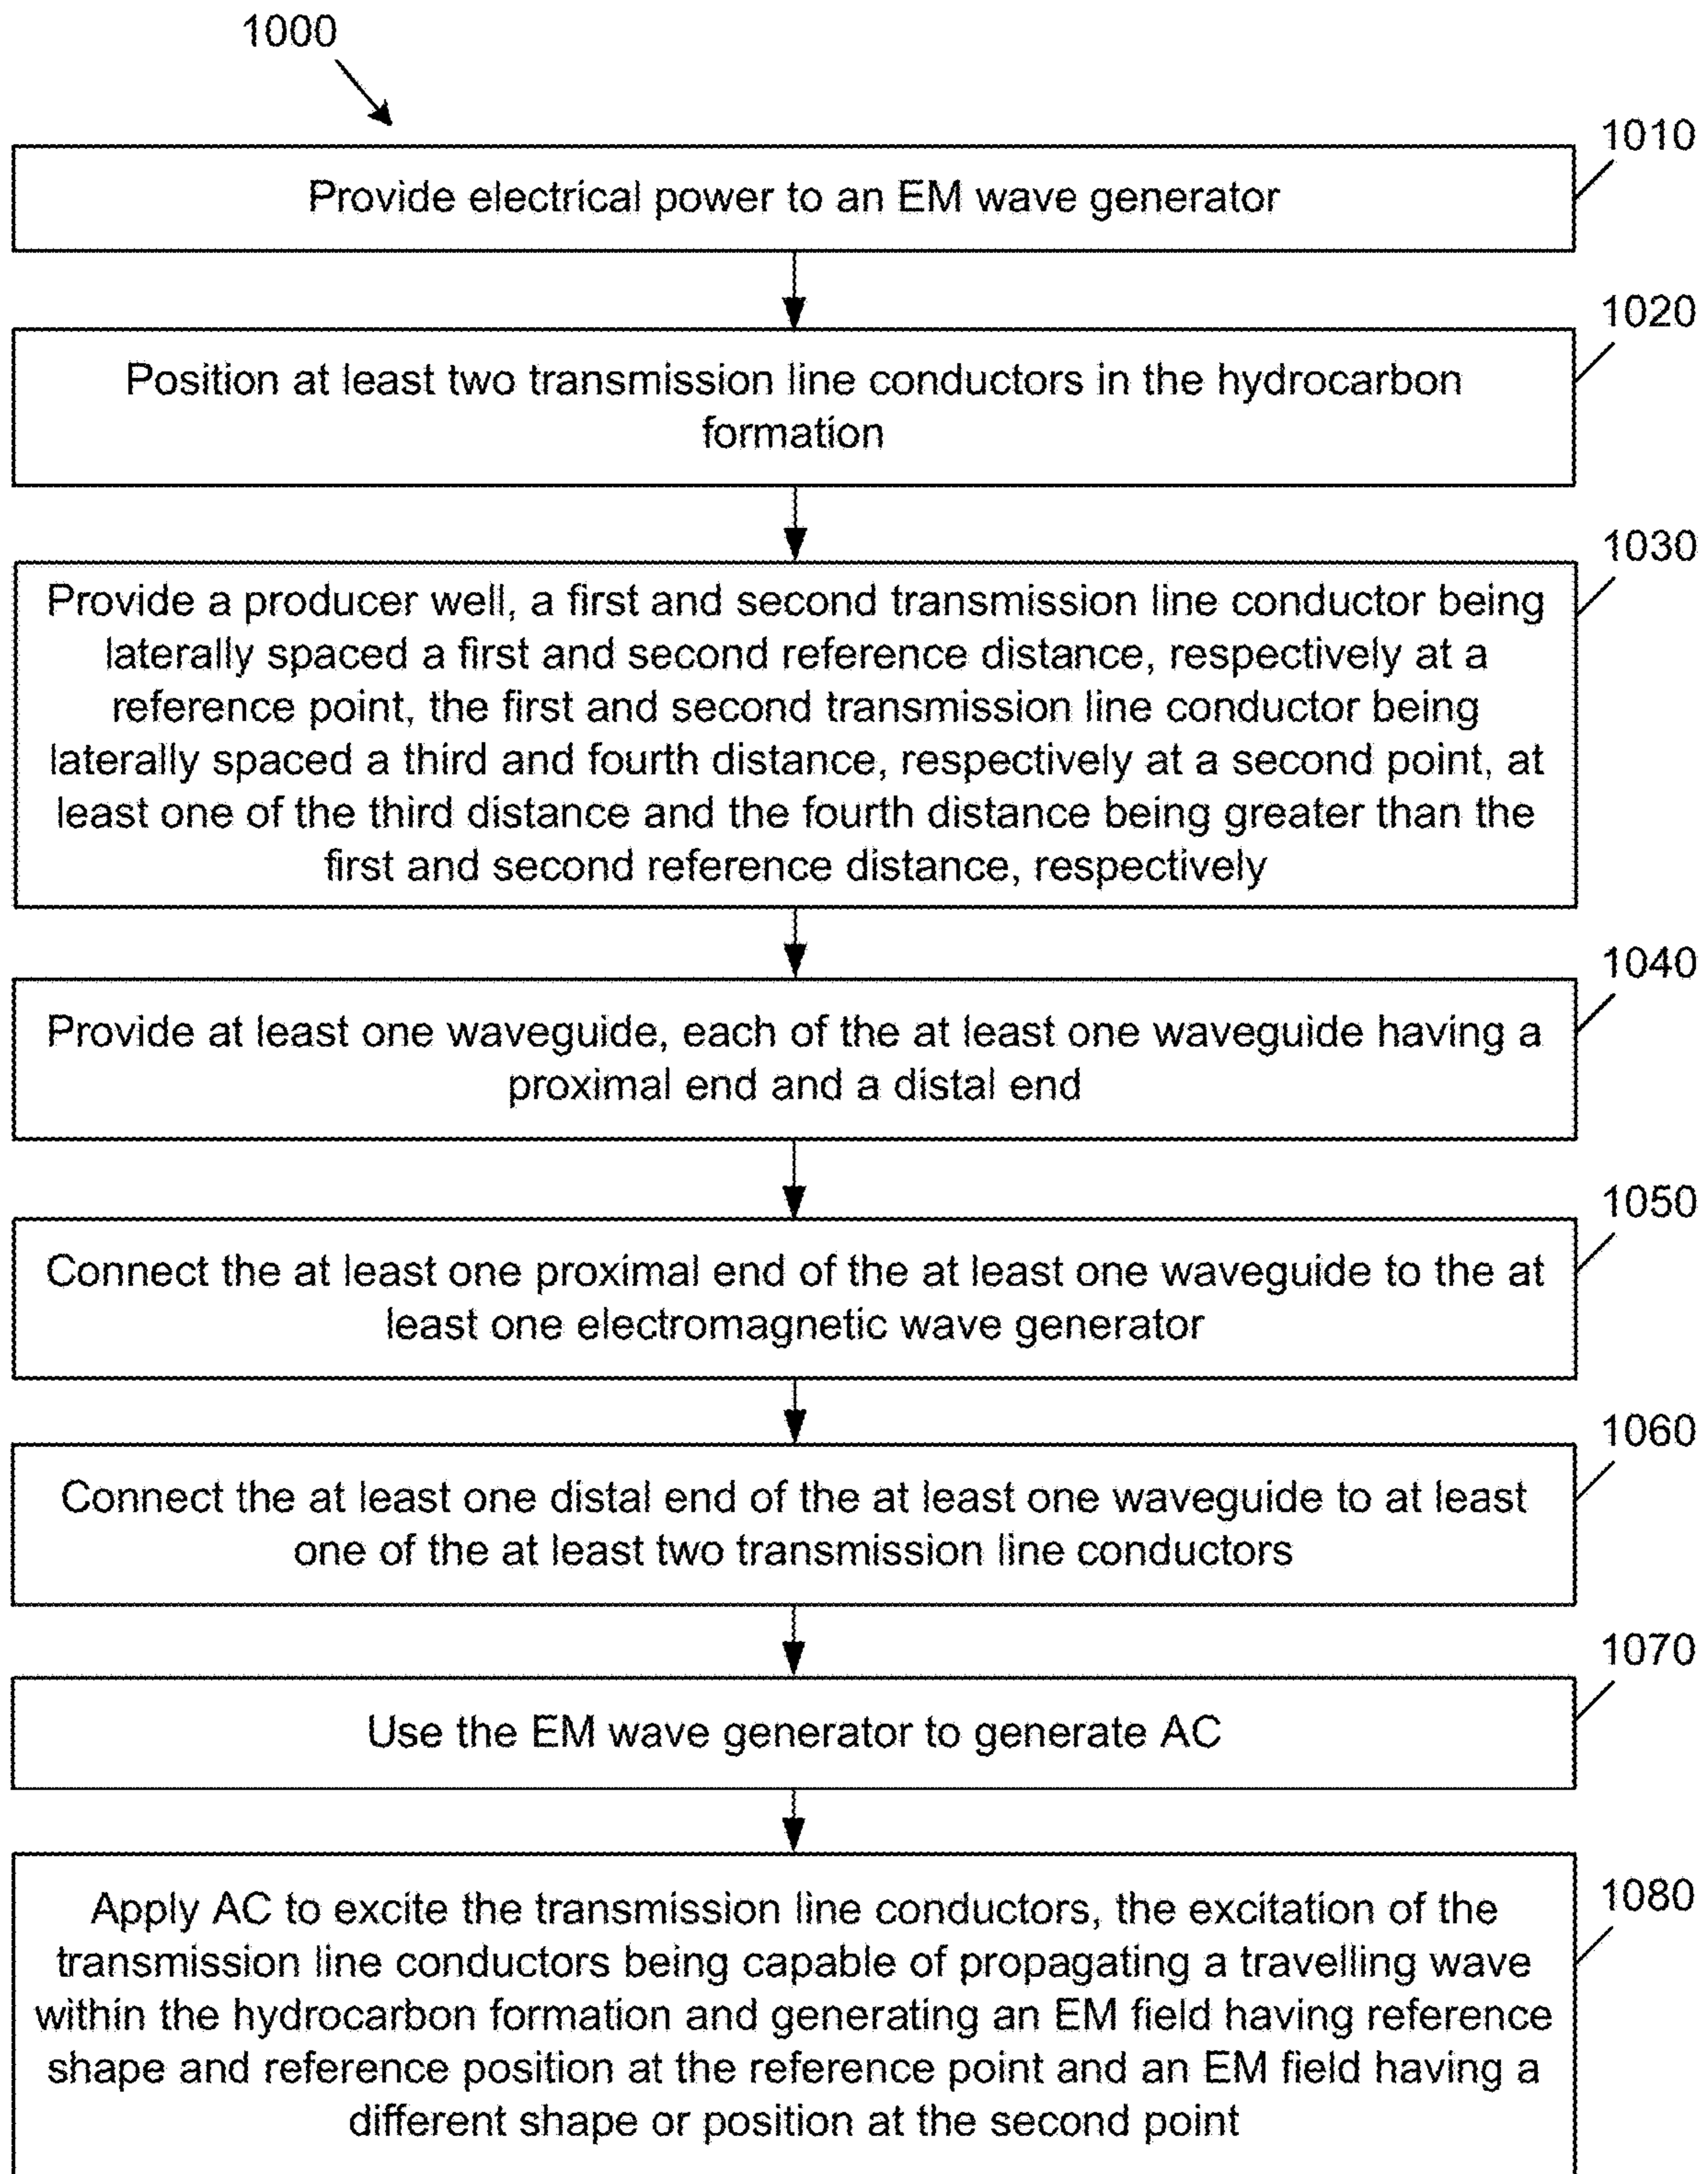 1000
1010
Provide electrical power to an EM wave generator
1020
Position at least two transmission line conductors in the hydrocarbon
formation
1030
Provide a producer well, a first and second transmission line conductor being
laterally spaced a first and second reference distance, respectively at a
reference point, the first and second transmission line conductor being
laterally spaced a third and fourth distance, respectively at a second point, at
least one of the third distance and the fourth distance being greater than the
first and second reference distance, respectively
1040
Provide at least one waveguide, each of the at least one waveguide having a
proximal end and a distal end
1050
Connect the at least one proximal end of the at least one waveguide to the at
least one electromagnetic wave generator
1060
Connect the at least one distal end of the at least one waveguide to at least
one of the at least two transmission line conductors
1070
Use the EM wave generator to generate AC
1080
Apply AC to excite the transmission line conductors, the excitation of the
transmission line conductors being capable of propagating a travelling wave
within the hydrocarbon formation and generating an EM field having reference
shape and reference position at the reference point and an EM field having a
different shape or position at the second point